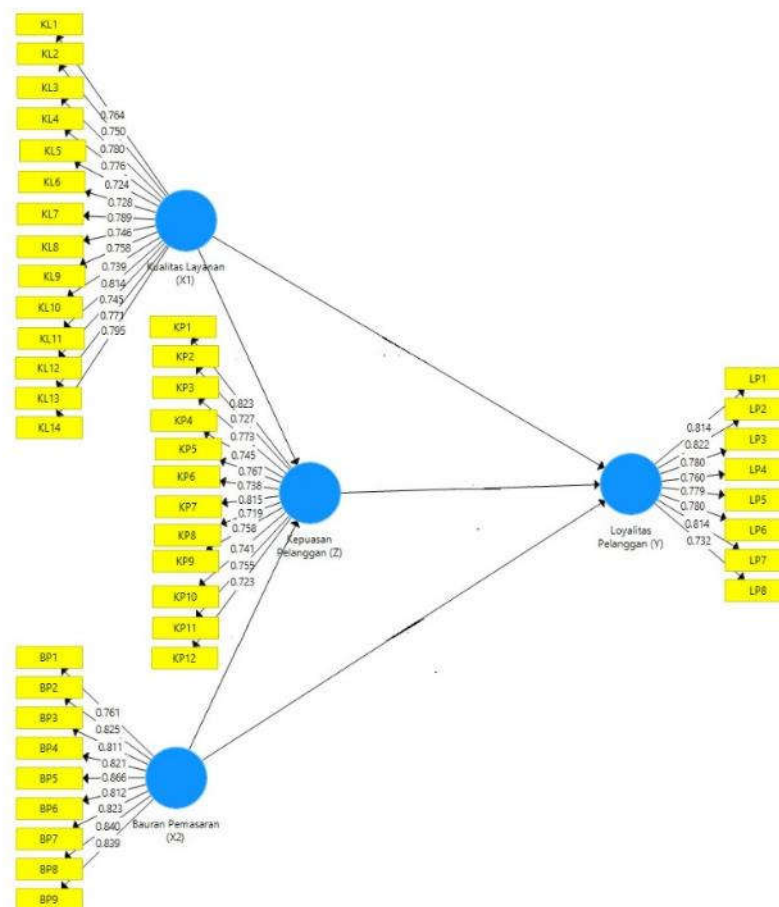 KL1
KL2
KL3
KL4
KL5
KL6
KL7
KL8
KL9
KL10
KL11
KL12
KL13
KL14
0.764
0.750
0.780
0.776
0.724
0.728
0.789
0.746
0.758
0.739
0.814
0.745
0.771
0.795
Kualitas Layanan
(X1)
KP1
KP2
KP3
KP4
KP5
KP6
KP7
KP8
KP9
KP10
KP11
KP12
0.823
0.727
0.773
0.745
0.767
0.738
0.815
0.719
0.758
0.741
0.755
0.723
Kepuasan
Pelanggan (Z)
LP1
LP2
LP3
LP4
LP5
LP6
LP7
LP8
0.814
0.822
0.780
0.760
0.779
0.780
0.814
0.732
Loyalitas
Pelanggan (Y)
BP1
BP2
BP3
BP4
BP5
BP6
BP7
BP8
BP9
0.761
0.825
0.811
0.821
0.866
0.812
0.823
0.840
0.839
Bauran Pemasaran
(X2)